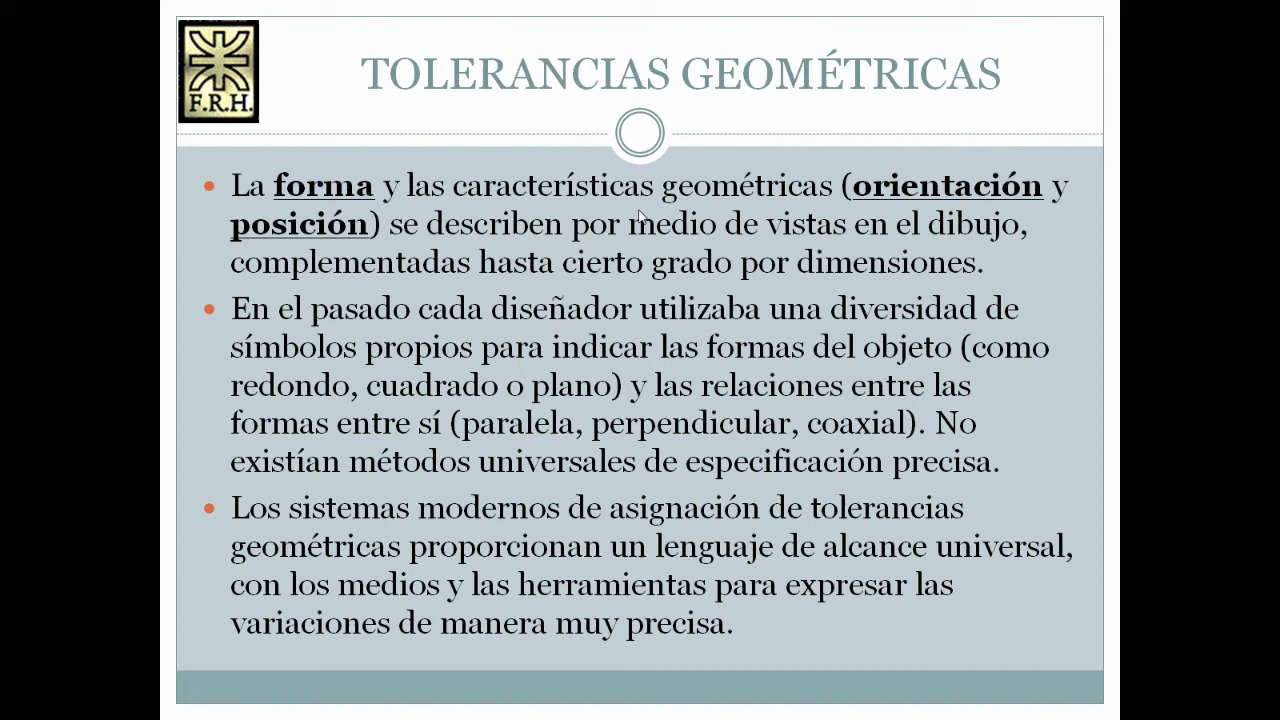 F.R.H.
TOLERANCIAS GEOMÉTRICAS
• La forma y las características geométricas (orientación y
posición) se describen por medio de vistas en el dibujo,
complementadas hasta cierto grado por dimensiones.
• En el pasado cada diseñador utilizaba una diversidad de
símbolos propios para indicar las formas del objeto (como
redondo, cuadrado o plano) y las relaciones entre las
formas entre sí (paralela, perpendicular, coaxial). No
existían métodos universales de especificación precisa.
• Los sistemas modernos de asignación de tolerancias
geométricas proporcionan un lenguaje de alcance universal,
con los medios y las herramientas para expresar las
variaciones de manera muy precisa.